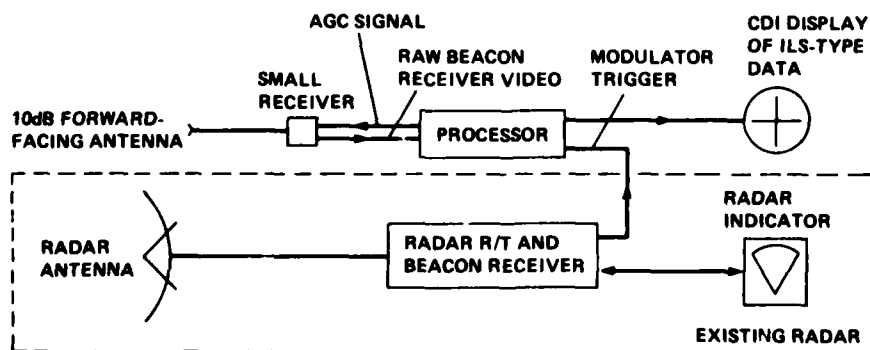 AGC SIGNAL
RAW BEACON
RECEIVER VIDEO
MODULATOR
TRIGGER
CDI DISPLAY
OF ILS-TYPE
DATA
SMALL
RECEIVER
10dB FORWARD-
FACING ANTENNA
PROCESSOR
RADAR
ANTENNA
RADAR R/T AND
BEACON RECEIVER
RADAR
INDICATOR
EXISTING RADAR